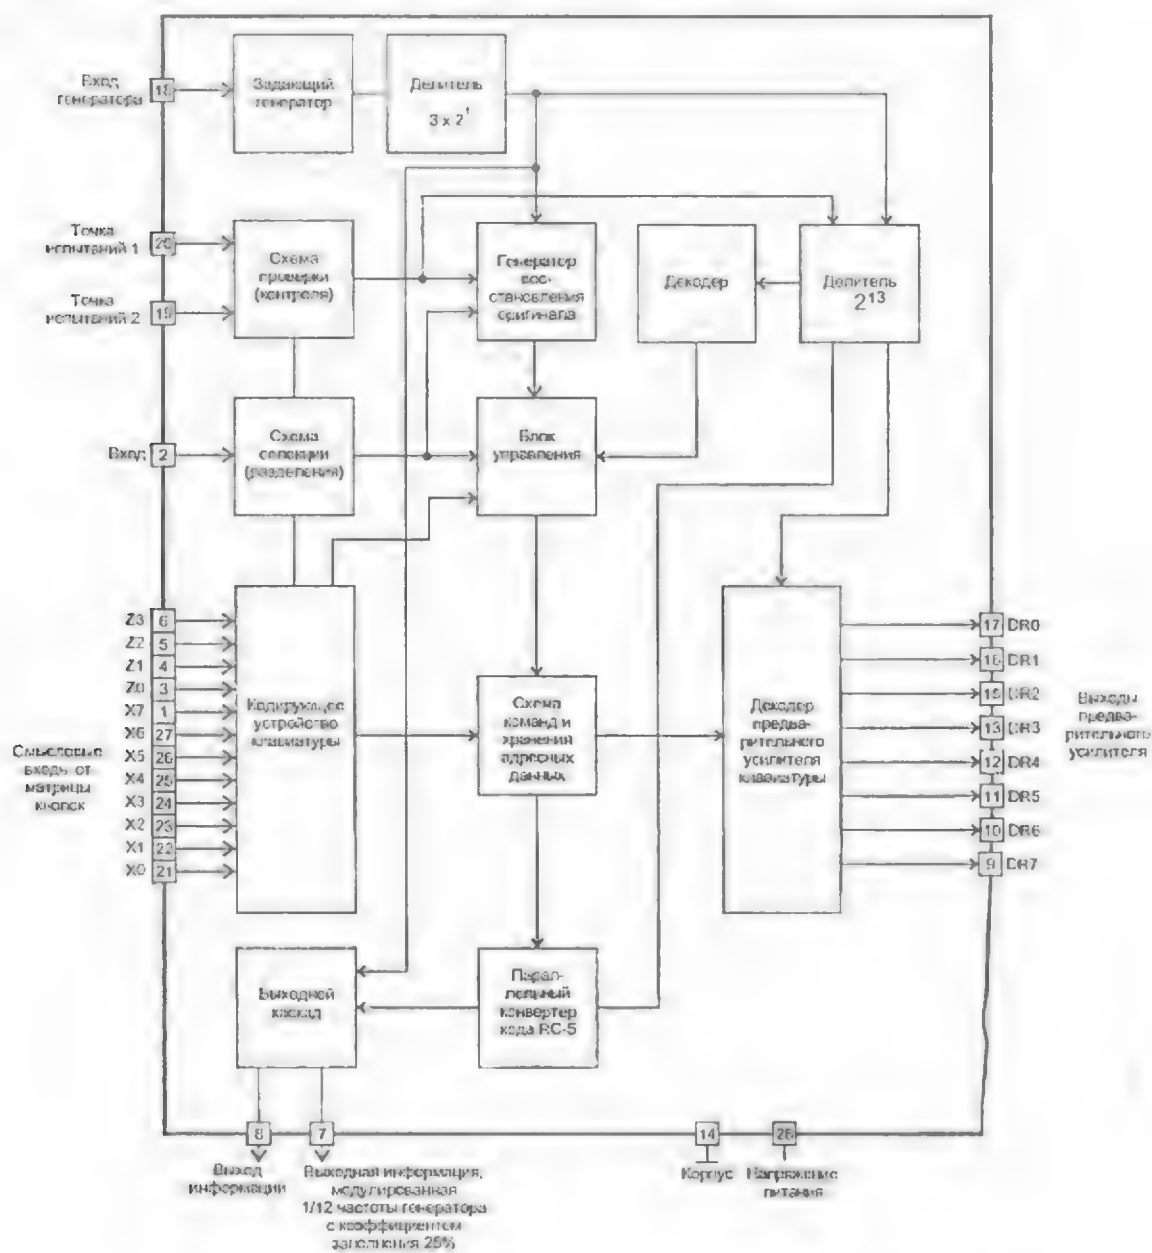 Вход
генератора
18
Задающий
генератор
Делитель
3 x 2¹
Точка
испытаний 1
20
Точка
испытаний 2
19
Схема
проверки
(контроля)
Генератор
вос-
становления
оригинала
Декодер
Делитель
2¹³
Вход
2
Схема
селекции
(разделения)
Блок
управления
Z3 6
Z2 5
Z1 4
Z0 3
X7 1
X6 27
X5 26
X4 25
X3 24
X2 23
X1 22
X0 21
Смысловые
входы от
матрицы
кнопок
Кодирующее
устройство
клавиатуры
Схема
команд и
хранения
адресных
данных
Декодер
предва-
рительного
усилителя
клавиатуры
17 DR0
16 DR1
15 DR2
13 DR3
12 DR4
11 DR5
10 DR6
9 DR7
Выходы
предва-
рительного
усилителя
Выходной
каскад
Парал-
лельный
конвертер
кода RC-5
8
7
14
28
Выход
информации
Выходная информация,
модулированная
1/12 частоты генератора
с коэффициентом
заполнения 25%
Корпус
Напряжение
питания